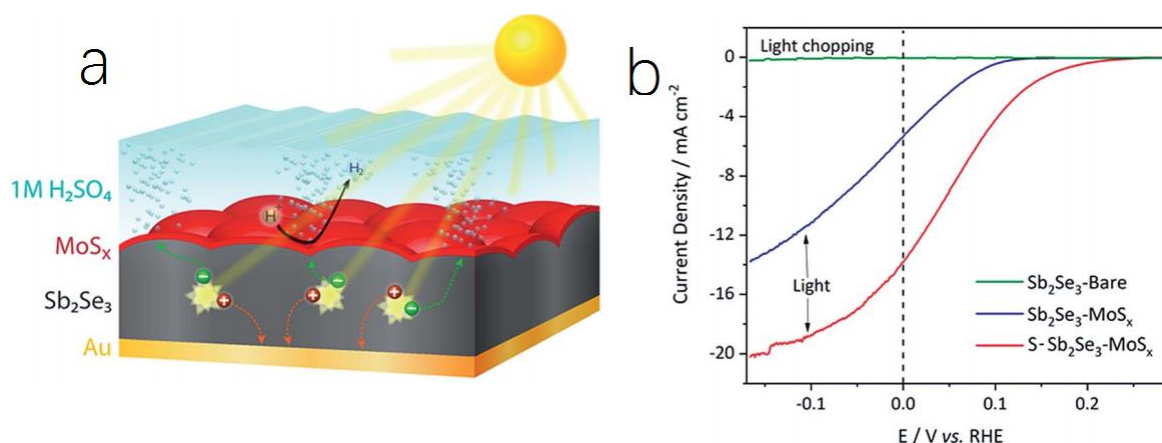 a
1M H₂SO₄
MoSₓ
Sb₂Se₃
Au
H
H₂
+
−
+
−
+
−
b
Light chopping
0
-4
-8
-12
-16
-20
Current Density / mA cm⁻²
Light
Sb₂Se₃-Bare
Sb₂Se₃-MoSₓ
S-Sb₂Se₃-MoSₓ
-0.1
0.0
0.1
0.2
E / V vs. RHE